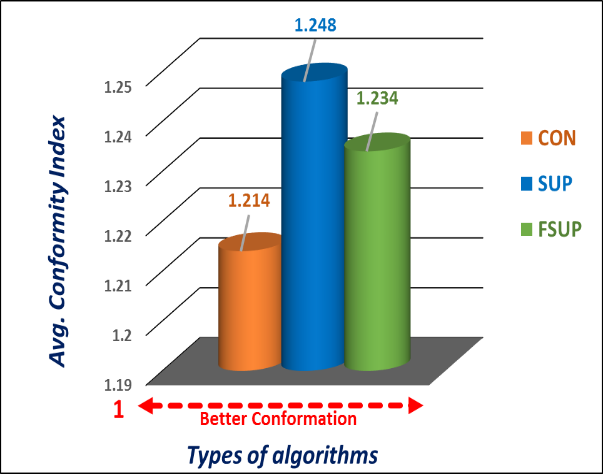 1.248
1.25
1.234
1.24
CON
1.23
SUP
1.214
1.22
FSUP
1.21
1.2
1.19
Avg. Conformity Index
1
Better Conformation
Types of algorithms